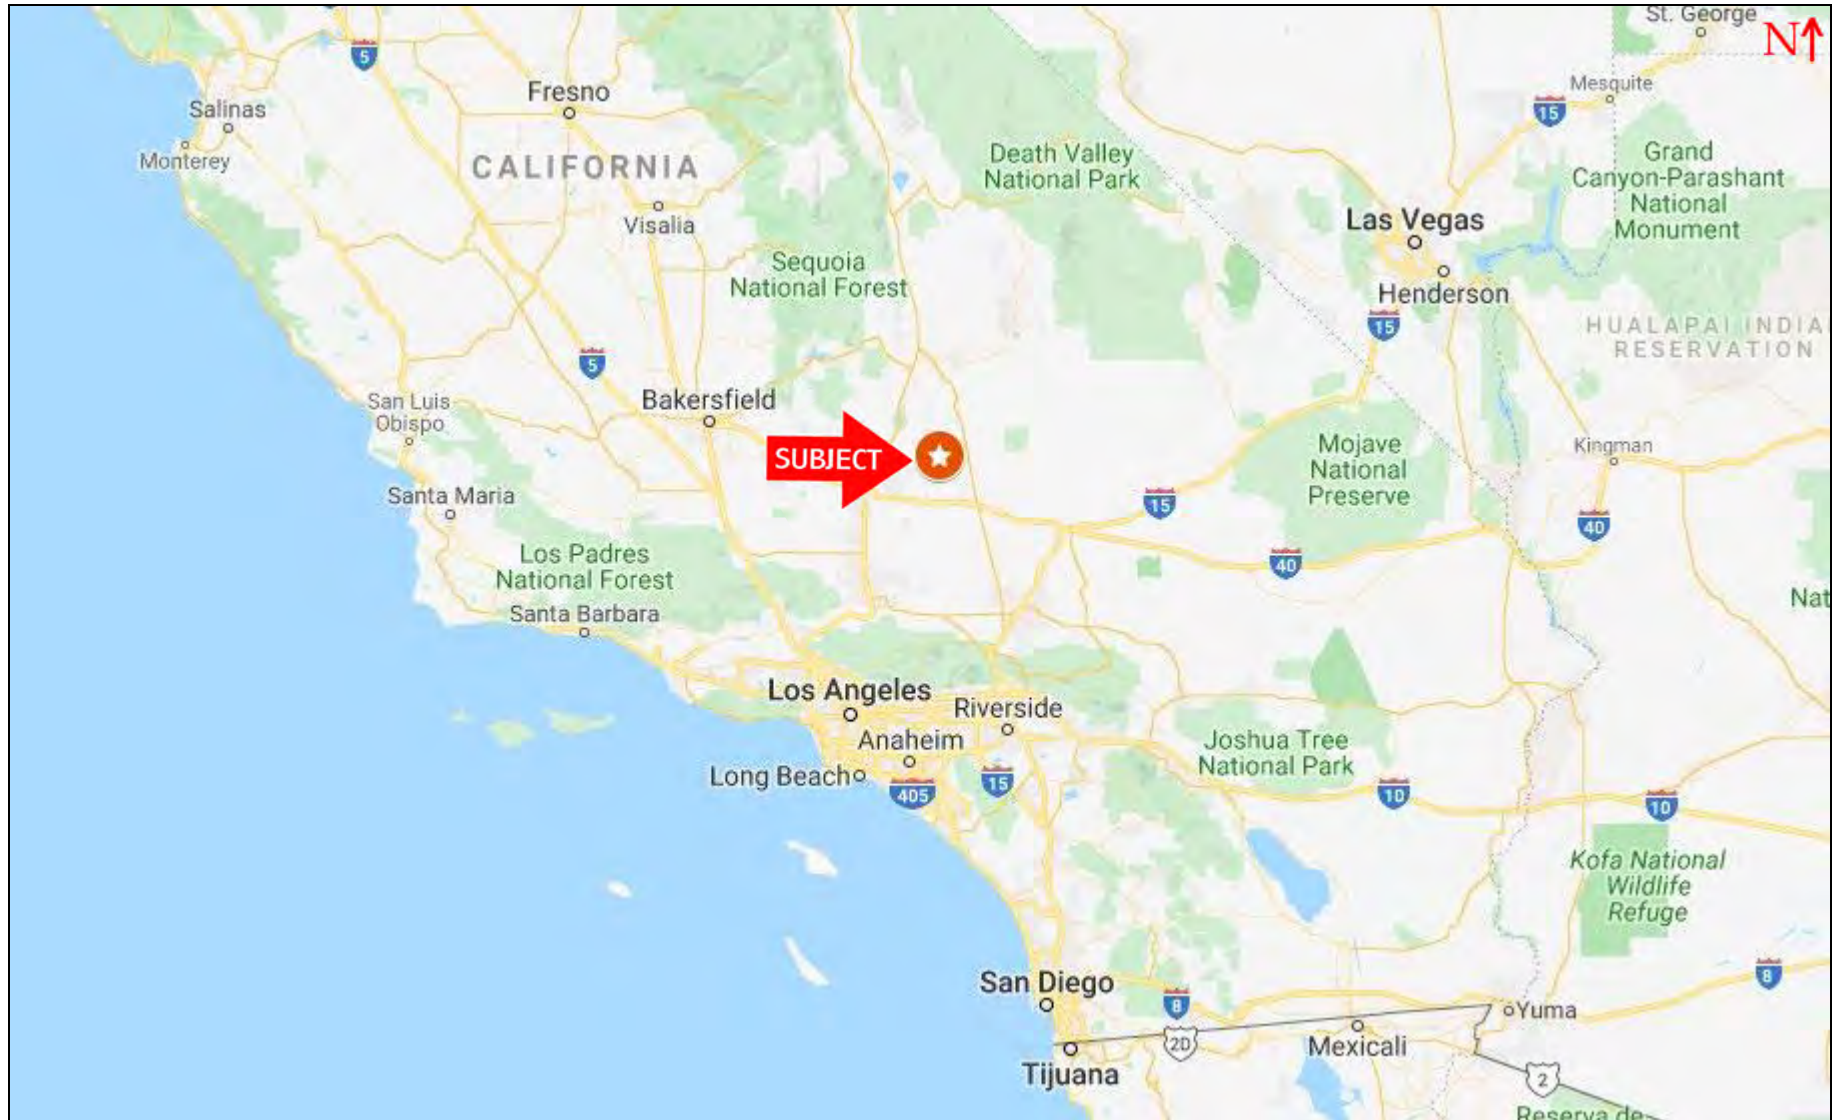 St. George
N
5
Mesquite
Fresno
15
Salinas
Monterey
CALIFORNIA
Death Valley
National Park
Grand
Canyon-Parashant
National
Monument
Visalia
Las Vegas
Sequoia
National Forest
Henderson
15
HUALAPAI INDIA
RESERVATION
5
San Luis
Obispo
Bakersfield
SUBJECT
Mojave
National
Preserve
Kingman
Santa Maria
15
40
Los Padres
National Forest
40
Santa Barbara
Nat
Los Angeles
Riverside
Anaheim
Joshua Tree
National Park
Long Beach
405
15
10
10
Kofa National
Wildlife
Refuge
San Diego
8
8
Yuma
2D
Mexicali
Tijuana
2
Reserva de